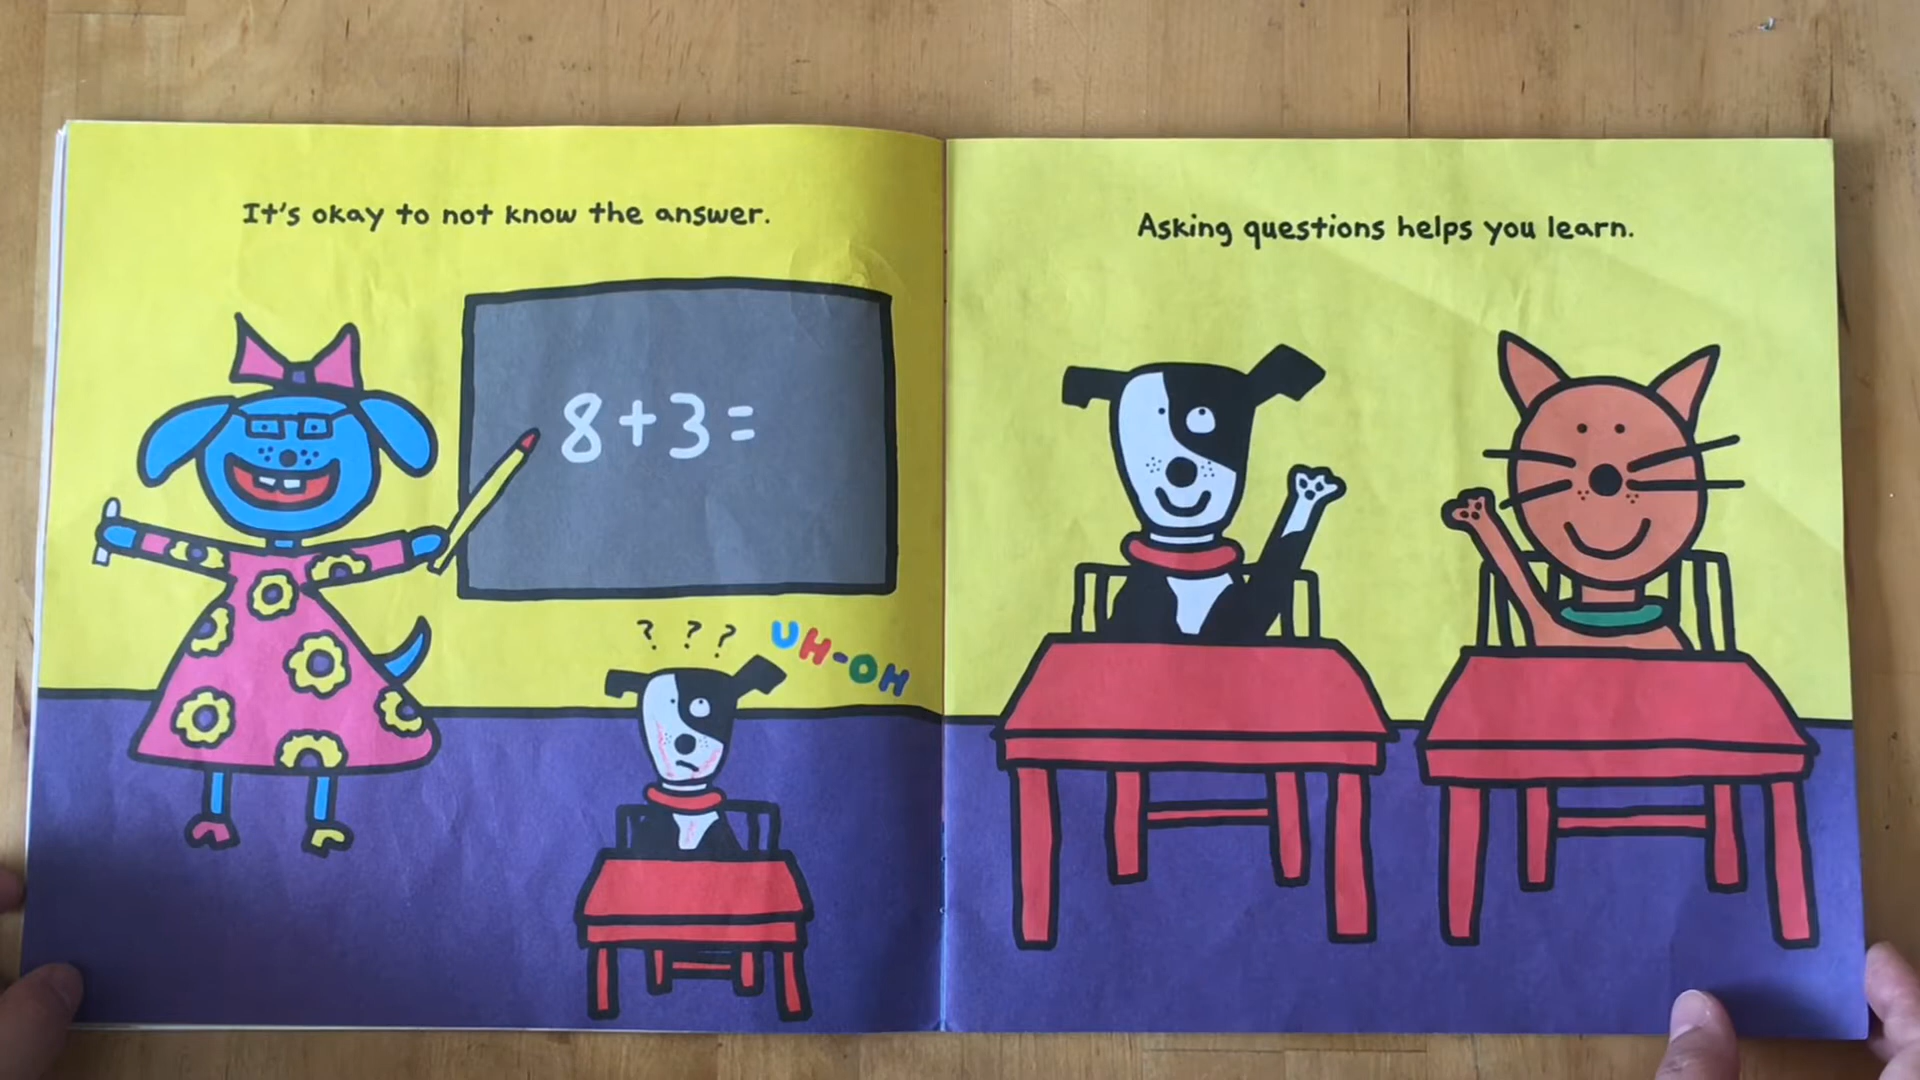 It's okay to not know the answer.
8+3=
? ? ?
UH-OH
Asking questions helps you learn.